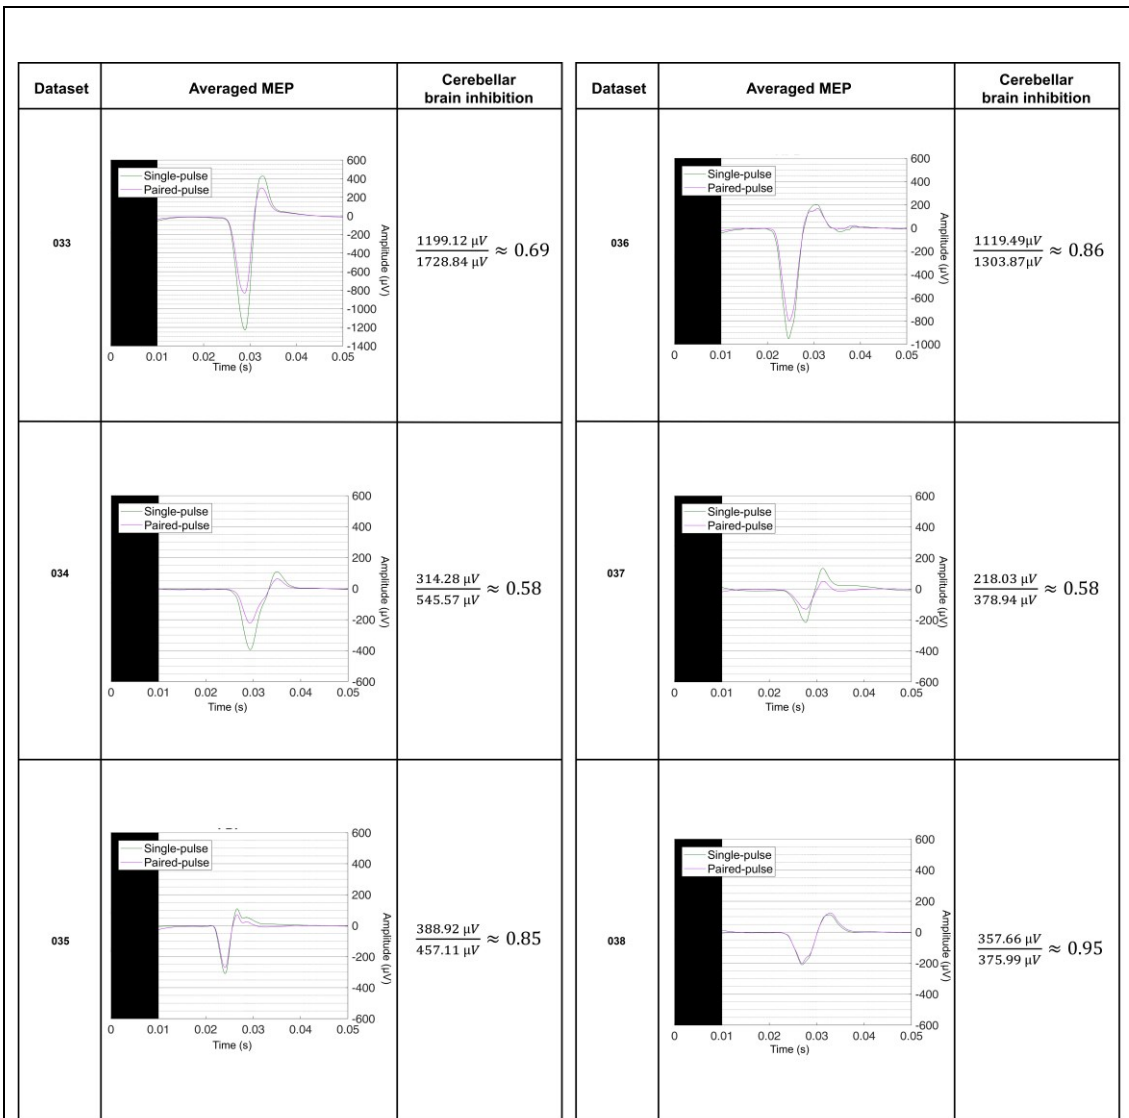 Dataset Averaged MEP Cerebellar brain inhibition
033
Single-pulse
Paired-pulse
600
400
200
0
-200
-400
-600
-800
-1000
-1200
-1400
Amplitude (µV)
0 0.01 0.02 0.03 0.04 0.05
Time (s)
1199.12 µV
1728.84 µV
≈ 0.69
034
Single-pulse
Paired-pulse
600
400
200
0
-200
-400
-600
Amplitude (µV)
0 0.01 0.02 0.03 0.04 0.05
Time (s)
314.28 µV
545.57 µV
≈ 0.58
035
Single-pulse
Paired-pulse
600
400
200
0
-200
-400
-600
Amplitude (µV)
0 0.01 0.02 0.03 0.04 0.05
Time (s)
388.92 µV
457.11 µV
≈ 0.85
Dataset Averaged MEP Cerebellar brain inhibition
036
Single-pulse
Paired-pulse
600
400
200
0
-200
-400
-600
-800
-1000
Amplitude (µV)
0 0.01 0.02 0.03 0.04 0.05
Time (s)
1119.49µV
1303.87µV
≈ 0.86
037
Single-pulse
Paired-pulse
600
400
200
0
-200
-400
-600
Amplitude (µV)
0 0.01 0.02 0.03 0.04 0.05
Time (s)
218.03 µV
378.94 µV
≈ 0.58
038
Single-pulse
Paired-pulse
600
400
200
0
-200
-400
-600
Amplitude (µV)
0 0.01 0.02 0.03 0.04 0.05
Time (s)
357.66 µV
375.99 µV
≈ 0.95